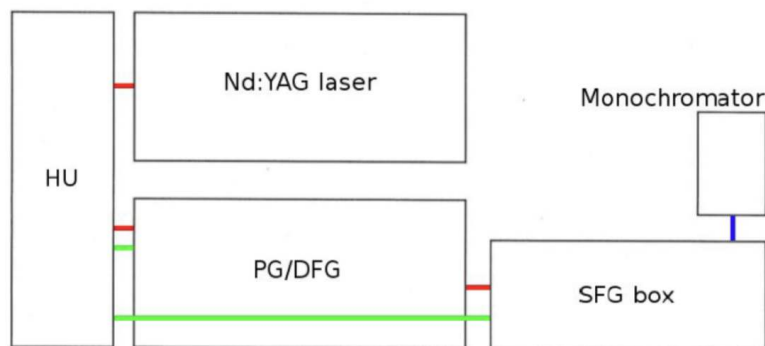 Nd:YAG laser
Monochromator
HU
PG/DFG
SFG box